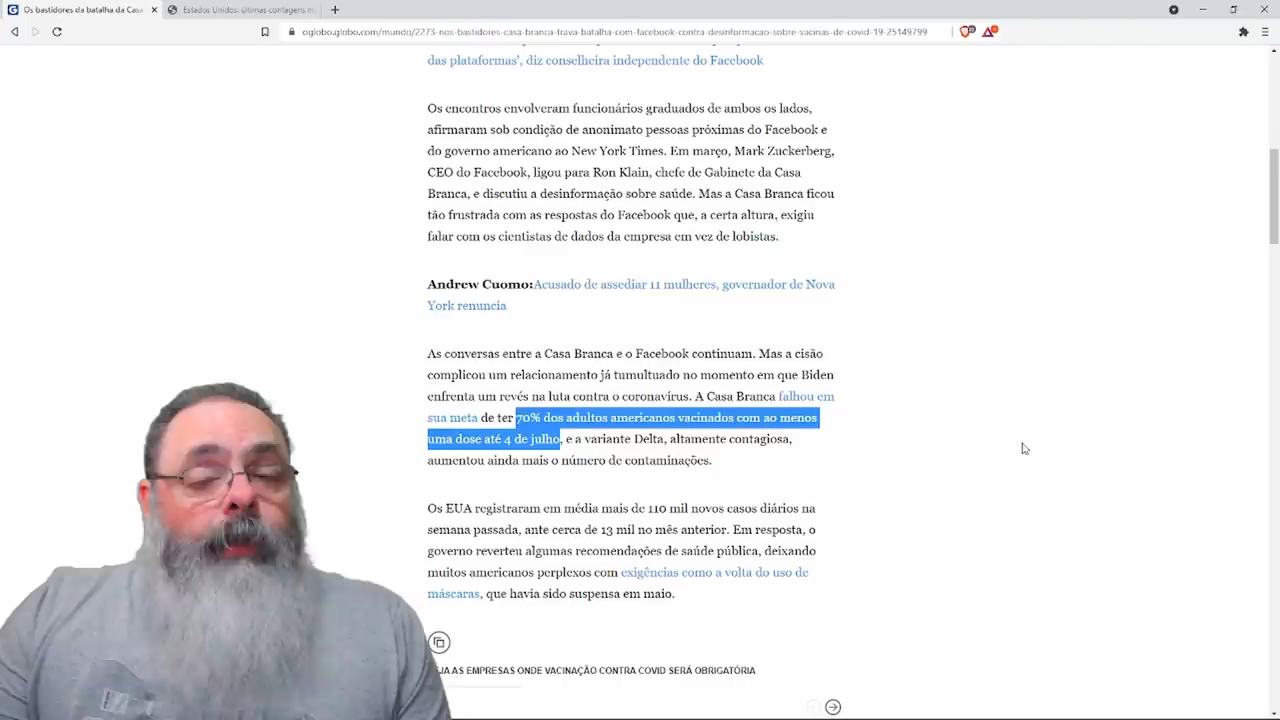 Os bastidores da batalha da Casa
Estados Unidos: últimas contagens
oglobo.globo.com/mundo/2273-nos-bastidores-casa-branca-trava-batalha-com-facebook-contra-desinformacao-sobre-vacinas-de-covid-19-25149799
das plataformas', diz conselheira independente do Facebook
Os encontros envolveram funcionários graduados de ambos os lados,
afirmaram sob condição de anonimato pessoas próximas do Facebook e
do governo americano ao New York Times. Em março, Mark Zuckerberg,
CEO do Facebook, ligou para Ron Klain, chefe de Gabinete da Casa
Branca, e discutiu a desinformação sobre saúde. Mas a Casa Branca ficou
tão frustrada com as respostas do Facebook que, a certa altura, exigiu
falar com os cientistas de dados da empresa em vez de lobistas.
Andrew Cuomo:Acusado de assediar 11 mulheres, governador de Nova
York renuncia
As conversas entre a Casa Branca e o Facebook continuam. Mas a cisão
complicou um relacionamento já tumultuado no momento em que Biden
enfrenta um revés na luta contra o coronavírus. A Casa Branca falhou em
sua meta de ter 70% dos adultos americanos vacinados com ao menos
uma dose até 4 de julho, e a variante Delta, altamente contagiosa,
aumentou ainda mais o número de contaminações.
Os EUA registraram em média mais de 110 mil novos casos diários na
semana passada, ante cerca de 13 mil no mês anterior. Em resposta, o
governo reverteu algumas recomendações de saúde pública, deixando
muitos americanos perplexos com exigências como a volta do uso de
máscaras, que havia sido suspensa em maio.
JA AS EMPRESAS ONDE VACINAÇÃO CONTRA COVID SERÁ OBRIGATÓRIA